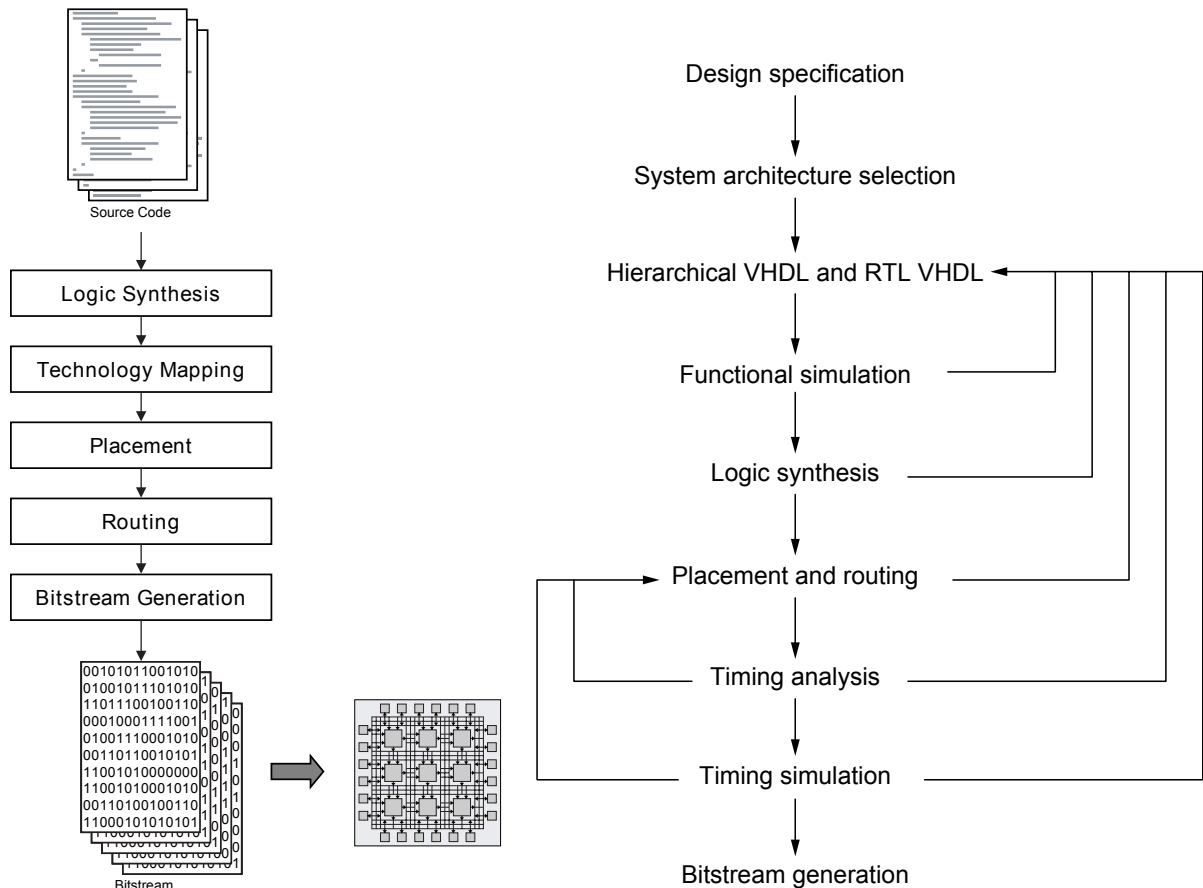 Source Code
Logic Synthesis
Technology Mapping
Placement
Routing
Bitstream Generation
00101011001010
01001011101010
11011100100110
00010001111001
01001110001010
00110110010101
11001010000000
11001010001010
00110100100110
11000101010101
Bitstream
Design specification
System architecture selection
Hierarchical VHDL and RTL VHDL
Functional simulation
Logic synthesis
Placement and routing
Timing analysis
Timing simulation
Bitstream generation